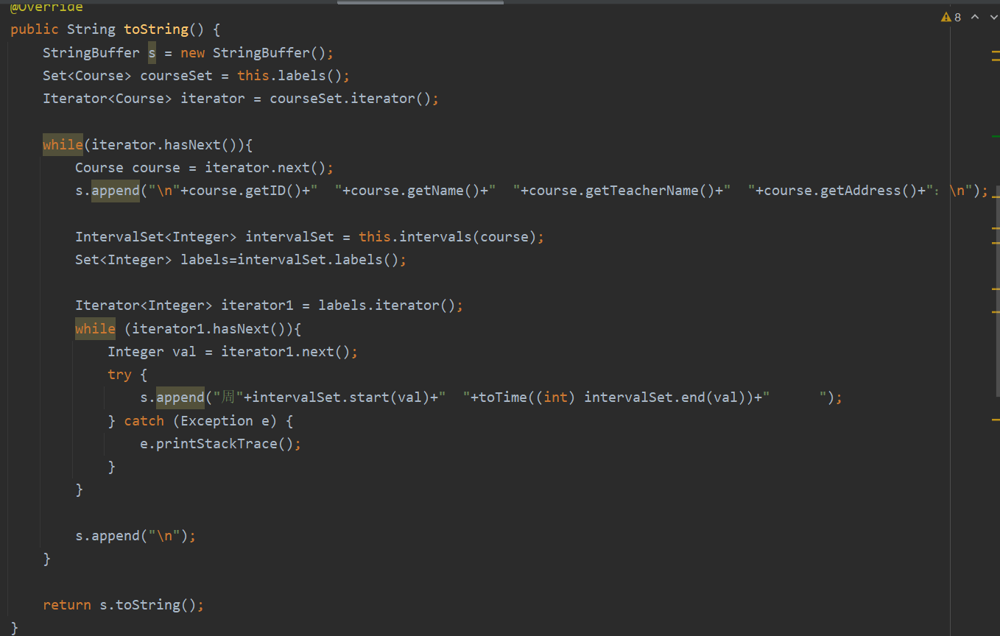 @Override
8
public String toString() {
StringBuffer s = new StringBuffer();
Set<Course> courseSet = this.labels();
Iterator<Course> iterator = courseSet.iterator();
while(iterator.hasNext()){
Course course = iterator.next();
s.append("\n"+course.getID()+"  "+course.getName()+"  "+course.getTeacherName()+"  "+course.getAddress()+"：\n");
IntervalSet<Integer> intervalSet = this.intervals(course);
Set<Integer> labels=intervalSet.labels();
Iterator<Integer> iterator1 = labels.iterator();
while (iterator1.hasNext()){
Integer val = iterator1.next();
try {
s.append("周"+intervalSet.start(val)+"  "+toTime((int) intervalSet.end(val))+"      ");
} catch (Exception e) {
e.printStackTrace();
}
}
s.append("\n");
}
return s.toString();
}